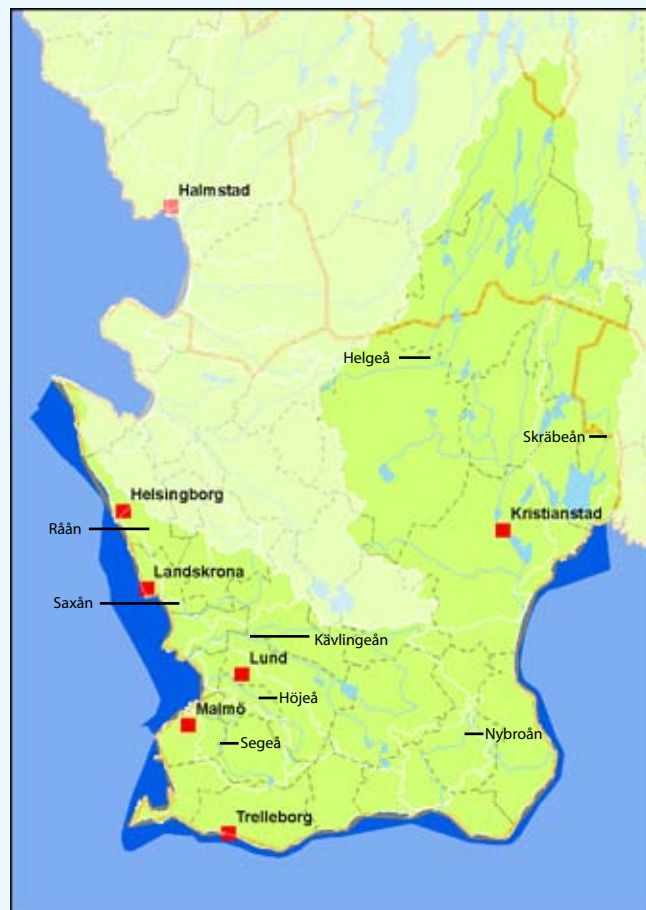 Halmstad
Helgeå
Skräbeån
Helsingborg
Kristianstad
Råån
Landskrona
Saxån
Kävlingeån
Lund
Höjeå
Malmö
Nybroån
Segeå
Trelleborg